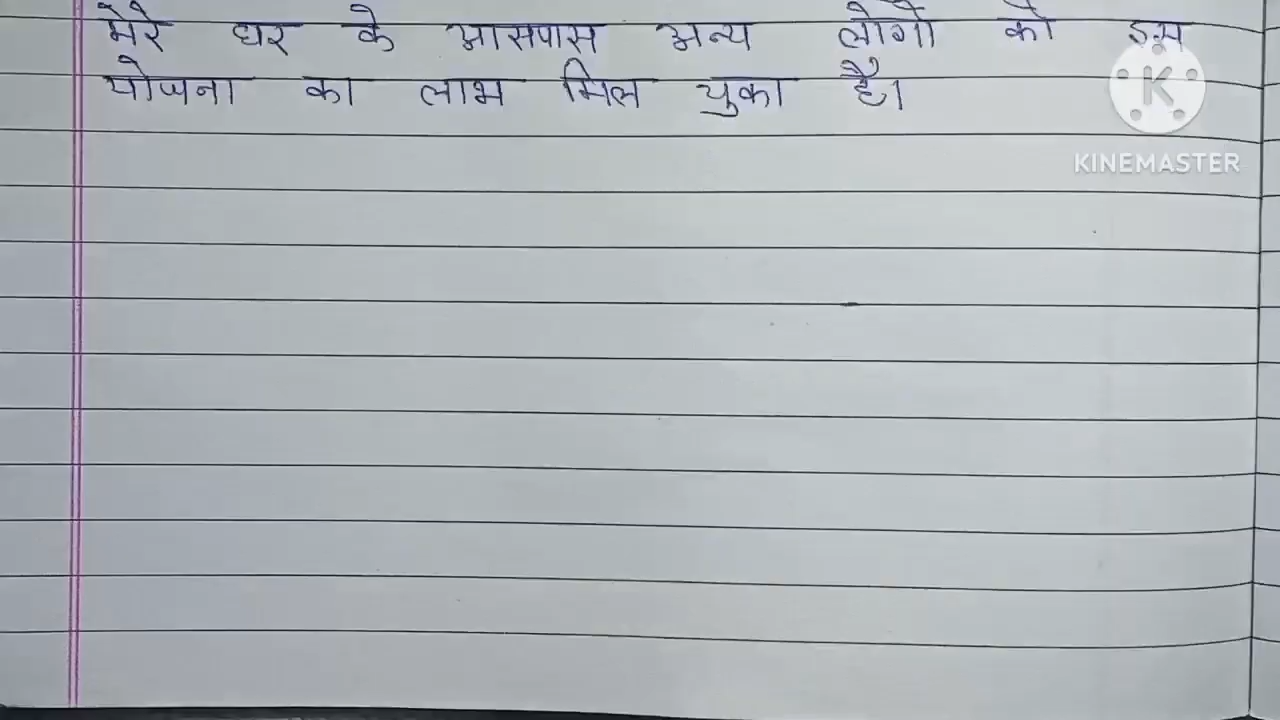 मेरे घर के आसपास अन्य लोगों को इस
योजना का लाभ मिल चुका है।
K
KINEMASTER